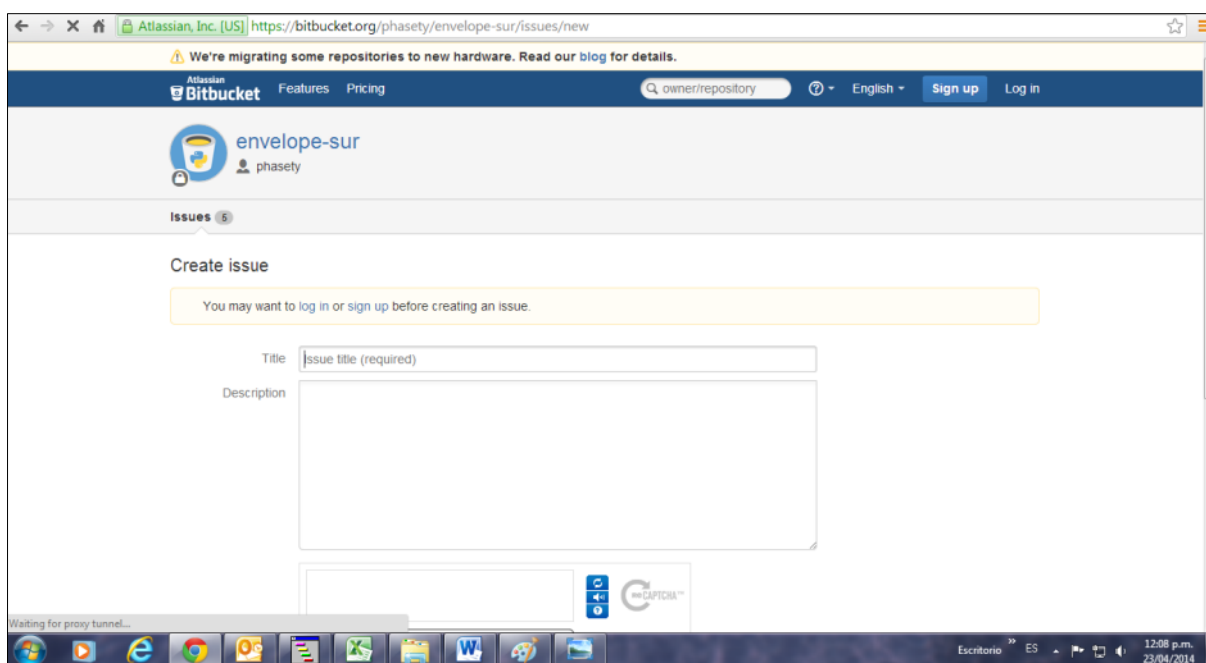 Atlassian, Inc. [US] https://bitbucket.org/phasety/envelope-sur/issues/new
We're migrating some repositories to new hardware. Read our blog for details.
Atlassian
Bitbucket Features Pricing owner/repository English Sign up Log in
envelope-sur
phasety
Issues 5
Create issue
You may want to log in or sign up before creating an issue.
Title Issue title (required)
Description
reCAPTCHA™
Waiting for proxy tunnel...
Escritorio » ES 12:08 p.m.
23/04/2014